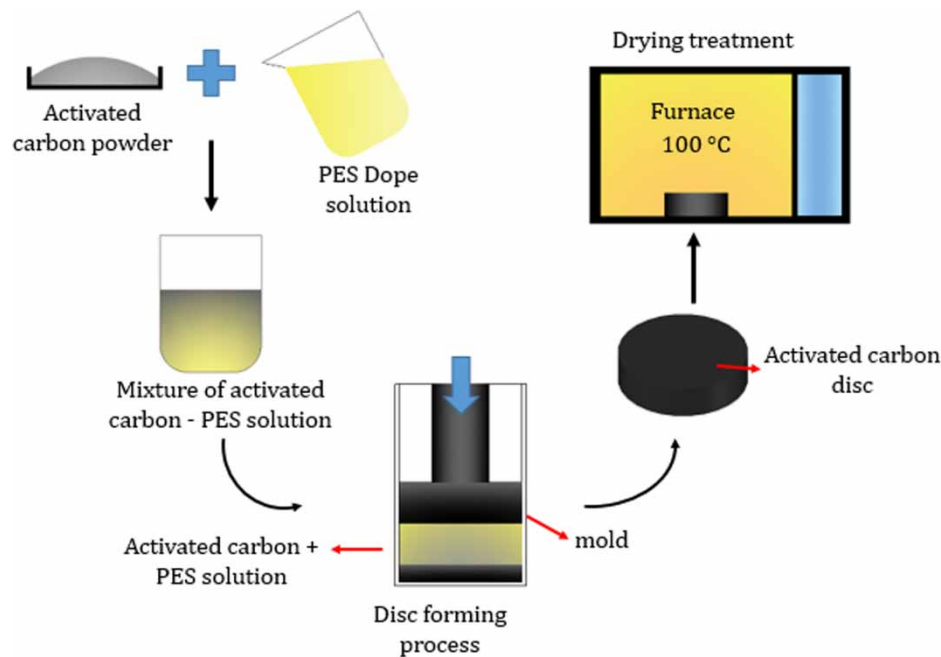 Activated
carbon powder
PES Dope
solution
Mixture of activated
carbon - PES solution
Activated carbon +
PES solution
Disc forming
process
mold
Activated carbon
disc
Drying treatment
Furnace
100 °C